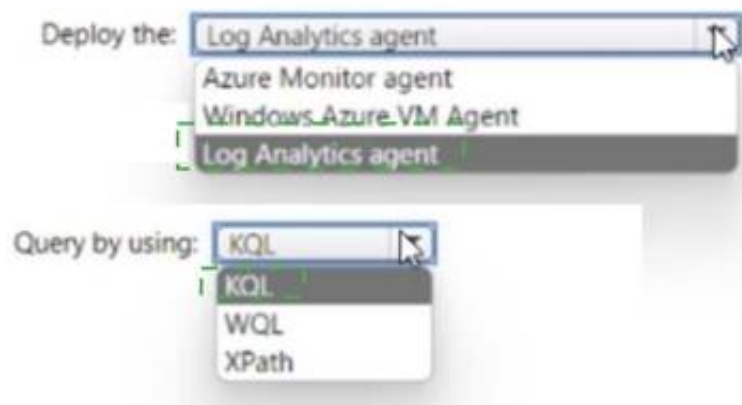 Deploy the: Log Analytics agent
Azure Monitor agent
Windows Azure VM Agent
Log Analytics agent
Query by using: KQL
KQL
WQL
XPath